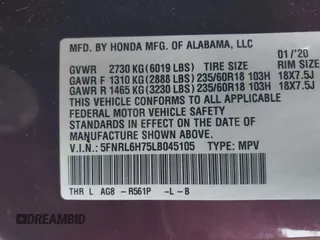 MFD. BY HONDA MFG. OF ALABAMA, LLC
01/'20
GVWR 2730 KG (6019 LBS) TIRE SIZE RIM SIZE
GAWR F 1310 KG (2888 LBS) 235/60R18 103H 18X7.5J
GAWR R 1465 KG (3230 LBS) 235/60R18 103H 18X7.5J
THIS VEHICLE CONFORMS TO ALL APPLICABLE
FEDERAL MOTOR VEHICLE SAFETY AND
BUMPER STANDARDS IN EFFECT ON THE
DATE OF MANUFACTURE SHOWN ABOVE.
V.I.N.: 5FNRL6H75LB045105 TYPE: MPV
THR L AG8 -R561P -L-B
DREAMBID